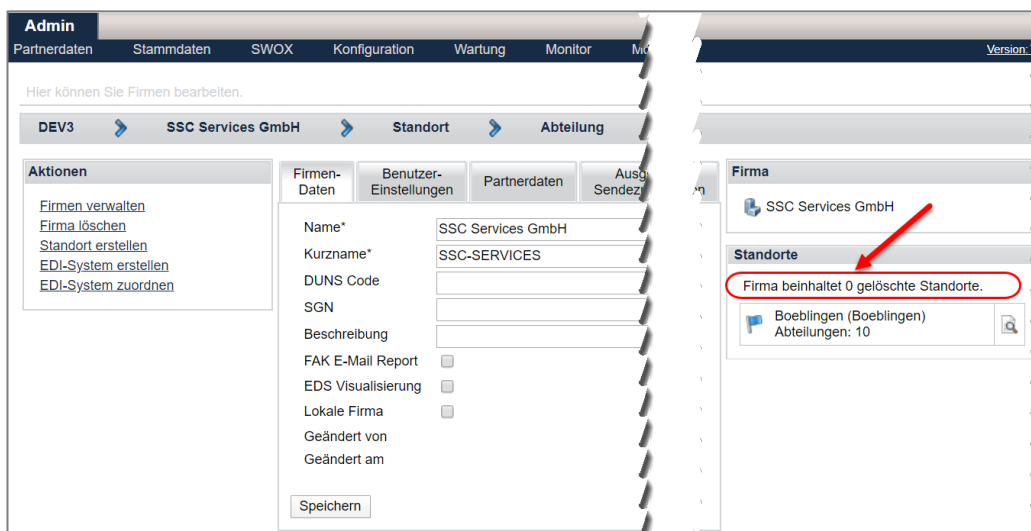 Admin
Partnerdaten Stammdaten SWOX Konfiguration Wartung Monitor Version:
Hier können Sie Firmen bearbeiten.
DEV3 SSC Services GmbH Standort Abteilung
Aktionen
Firmen verwalten
Firma löschen
Standort erstellen
EDI-System erstellen
EDI-System zuordnen
Firmen-
Daten
Benutzer-
Einstellungen
Partnerdaten
Name* SSC Services GmbH
Kurzname* SSC-SERVICES
DUNS Code
SGN
Beschreibung
FAK E-Mail Report
EDS Visualisierung
Lokale Firma
Geändert von
Geändert am
Speichern
Firma
SSC Services GmbH
Standorte
Firma beinhaltet 0 gelöschte Standorte.
Boeblingen (Boeblingen)
Abteilungen: 10